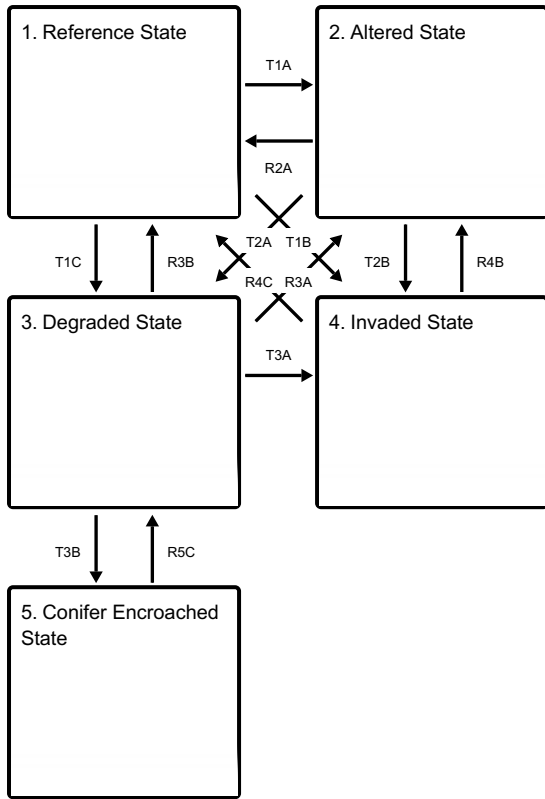 1. Reference State
2. Altered State
T1A
R2A
T2A
T1B
T1C
R3B
T2B
R4B
R4C
R3A
3. Degraded State
4. Invaded State
T3A
T3B
R5C
5. Conifer Encroached
State